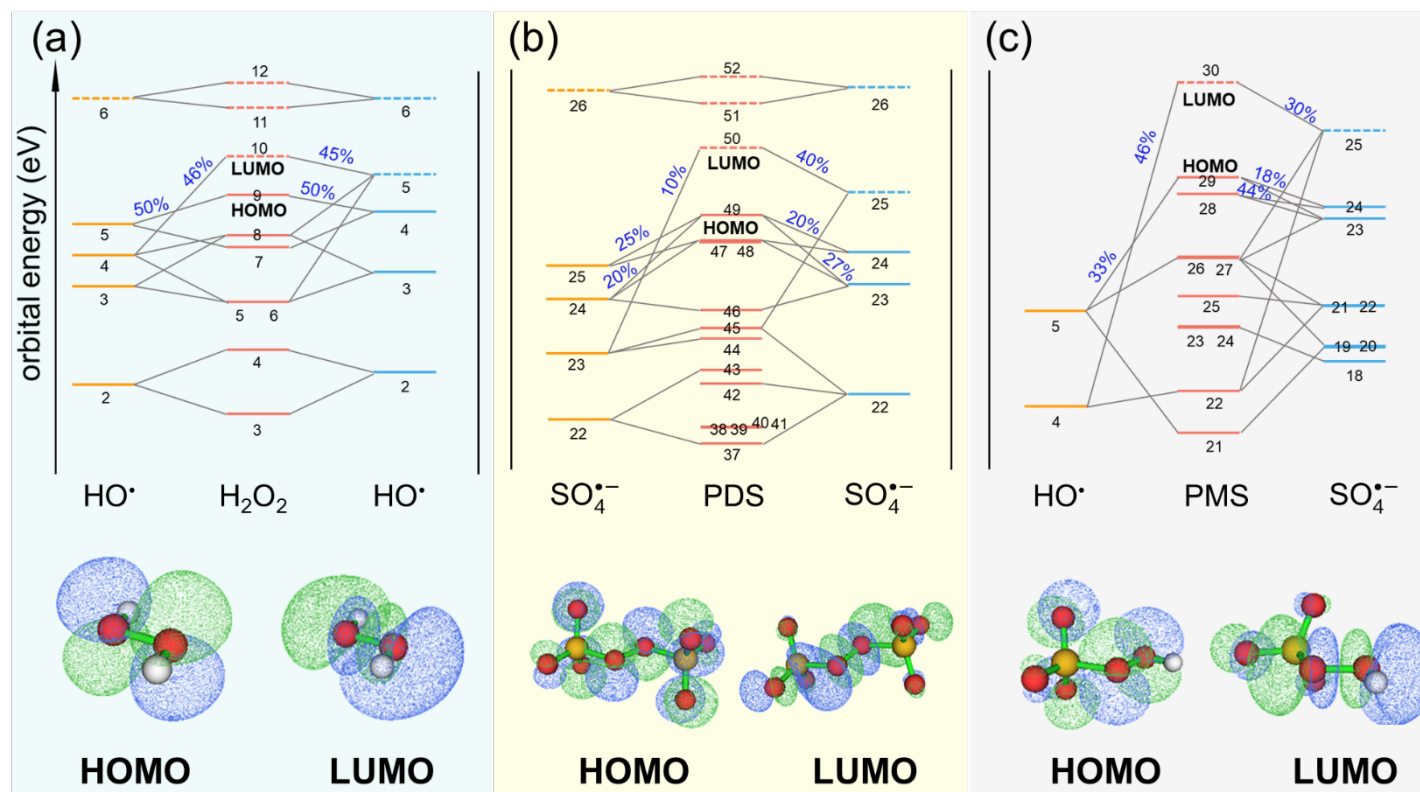 (a)
orbital energy (eV)
12
6 6
11
10
46% 45%
LUMO
5
50% 9 50%
HOMO
5 4
8
4 7
3 3
5 6
4
2 2
3
HO• H₂O₂ HO•
HOMO LUMO
(b)
52
26 26
51
50
LUMO
10% 40%
25
49
25% HOMO 20%
47 48
25 24
20% 27%
24 23
46
45
23 44
43
42
22 22
40 41
38 39
37
SO₄•− PDS SO₄•−
HOMO LUMO
(c)
30
LUMO 30%
46% 25
HOMO
29 18%
44% 24
28 23
33%
26 27
25 21 22
5
23 24 19 20
18
22
4
21
HO• PMS SO₄•−
HOMO LUMO